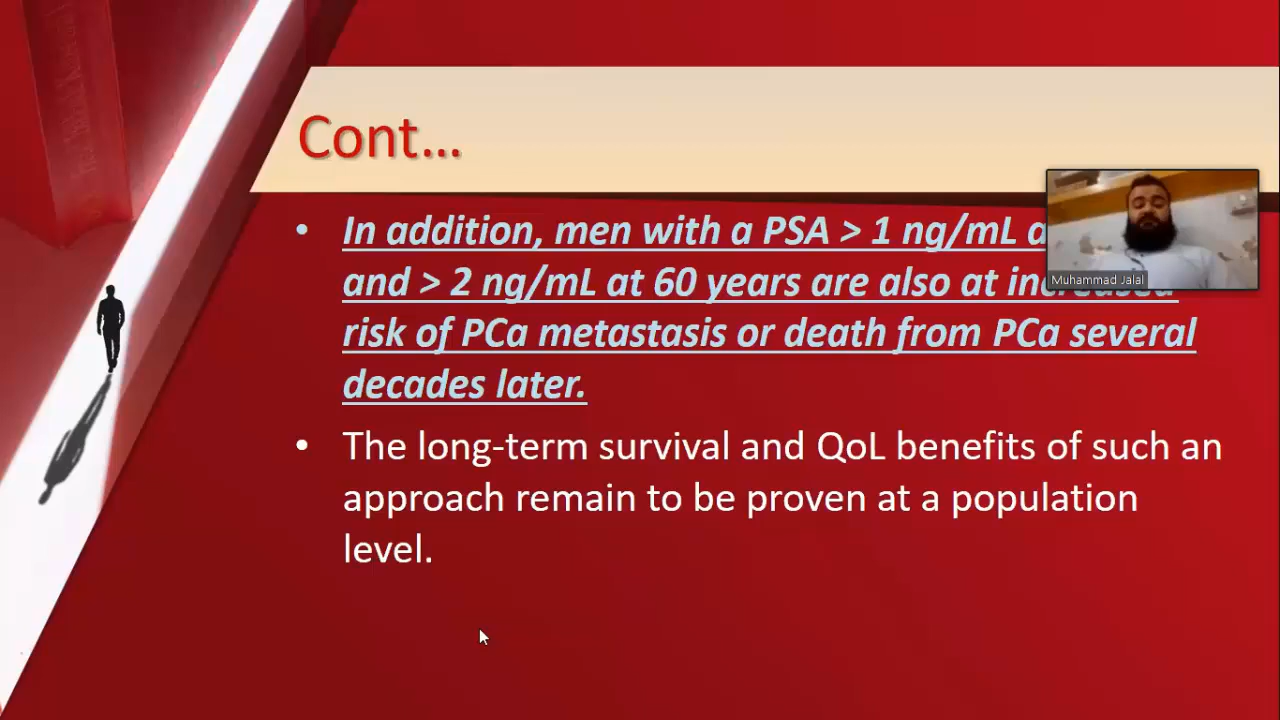 Cont...
In addition, men with a PSA > 1 ng/mL
and > 2 ng/mL at 60 years are also at increased
risk of PCa metastasis or death from PCa several
decades later.
The long-term survival and QoL benefits of such an
approach remain to be proven at a population
level.
Muhammad Jalal